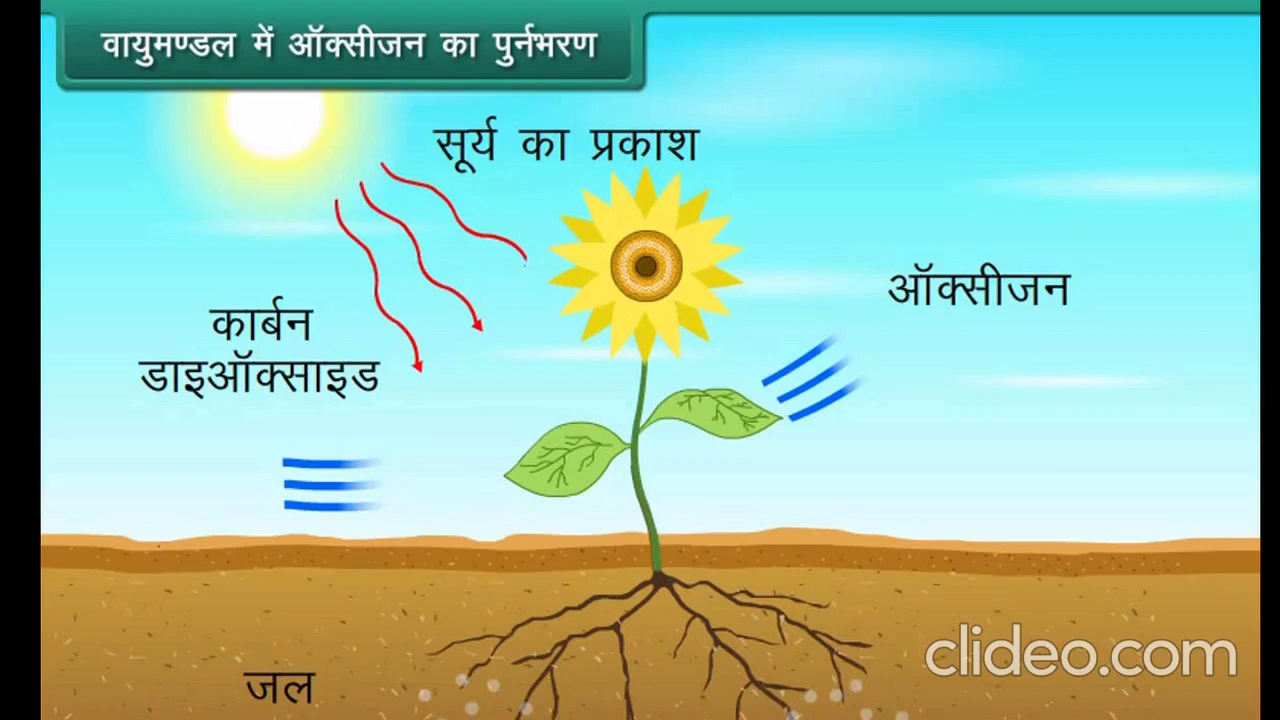 वायुमण्डल में ऑक्सीजन का पुर्नभरण
सूर्य का प्रकाश
ऑक्सीजन
कार्बन
डाइऑक्साइड
जल
clideo.com